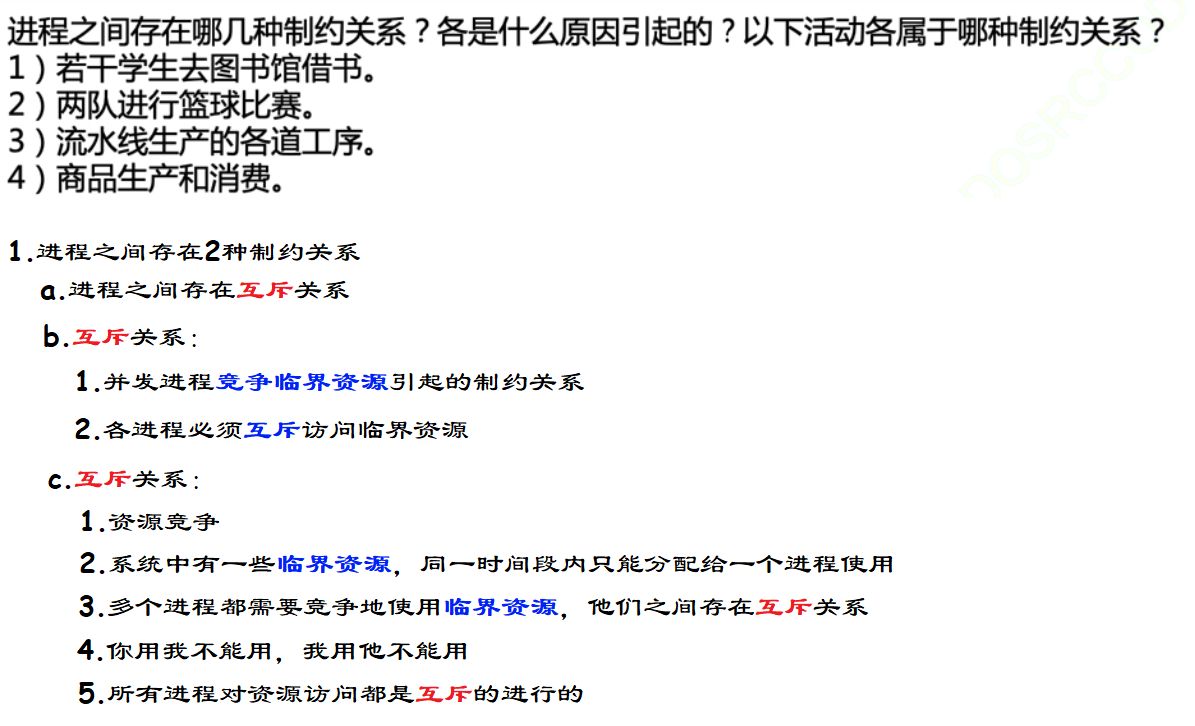 进程之间存在哪几种制约关系？各是什么原因引起的？以下活动各属于哪种制约关系？
1）若干学生去图书馆借书。
2）两队进行篮球比赛。
3）流水线生产的各道工序。
4）商品生产和消费。
1.进程之间存在2种制约关系
a.进程之间存在互斥关系
b.互斥关系：
1.并发进程竞争临界资源引起的制约关系
2.各进程必须互斥访问临界资源
c.互斥关系：
1.资源竞争
2.系统中有一些临界资源，同一时间段内只能分配给一个进程使用
3.多个进程都需要竞争地使用临界资源，他们之间存在互斥关系
4.你用我不能用，我用他不能用
5.所有进程对资源访问都是互斥的进行的